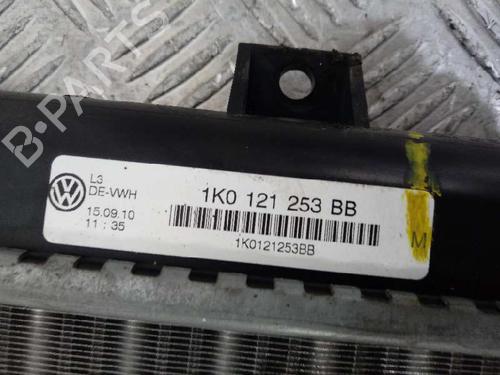 B-PARTS
L3
DE-VWH
15.09.10
11:35
1K0 121 253 BB
1K0121253BB
M